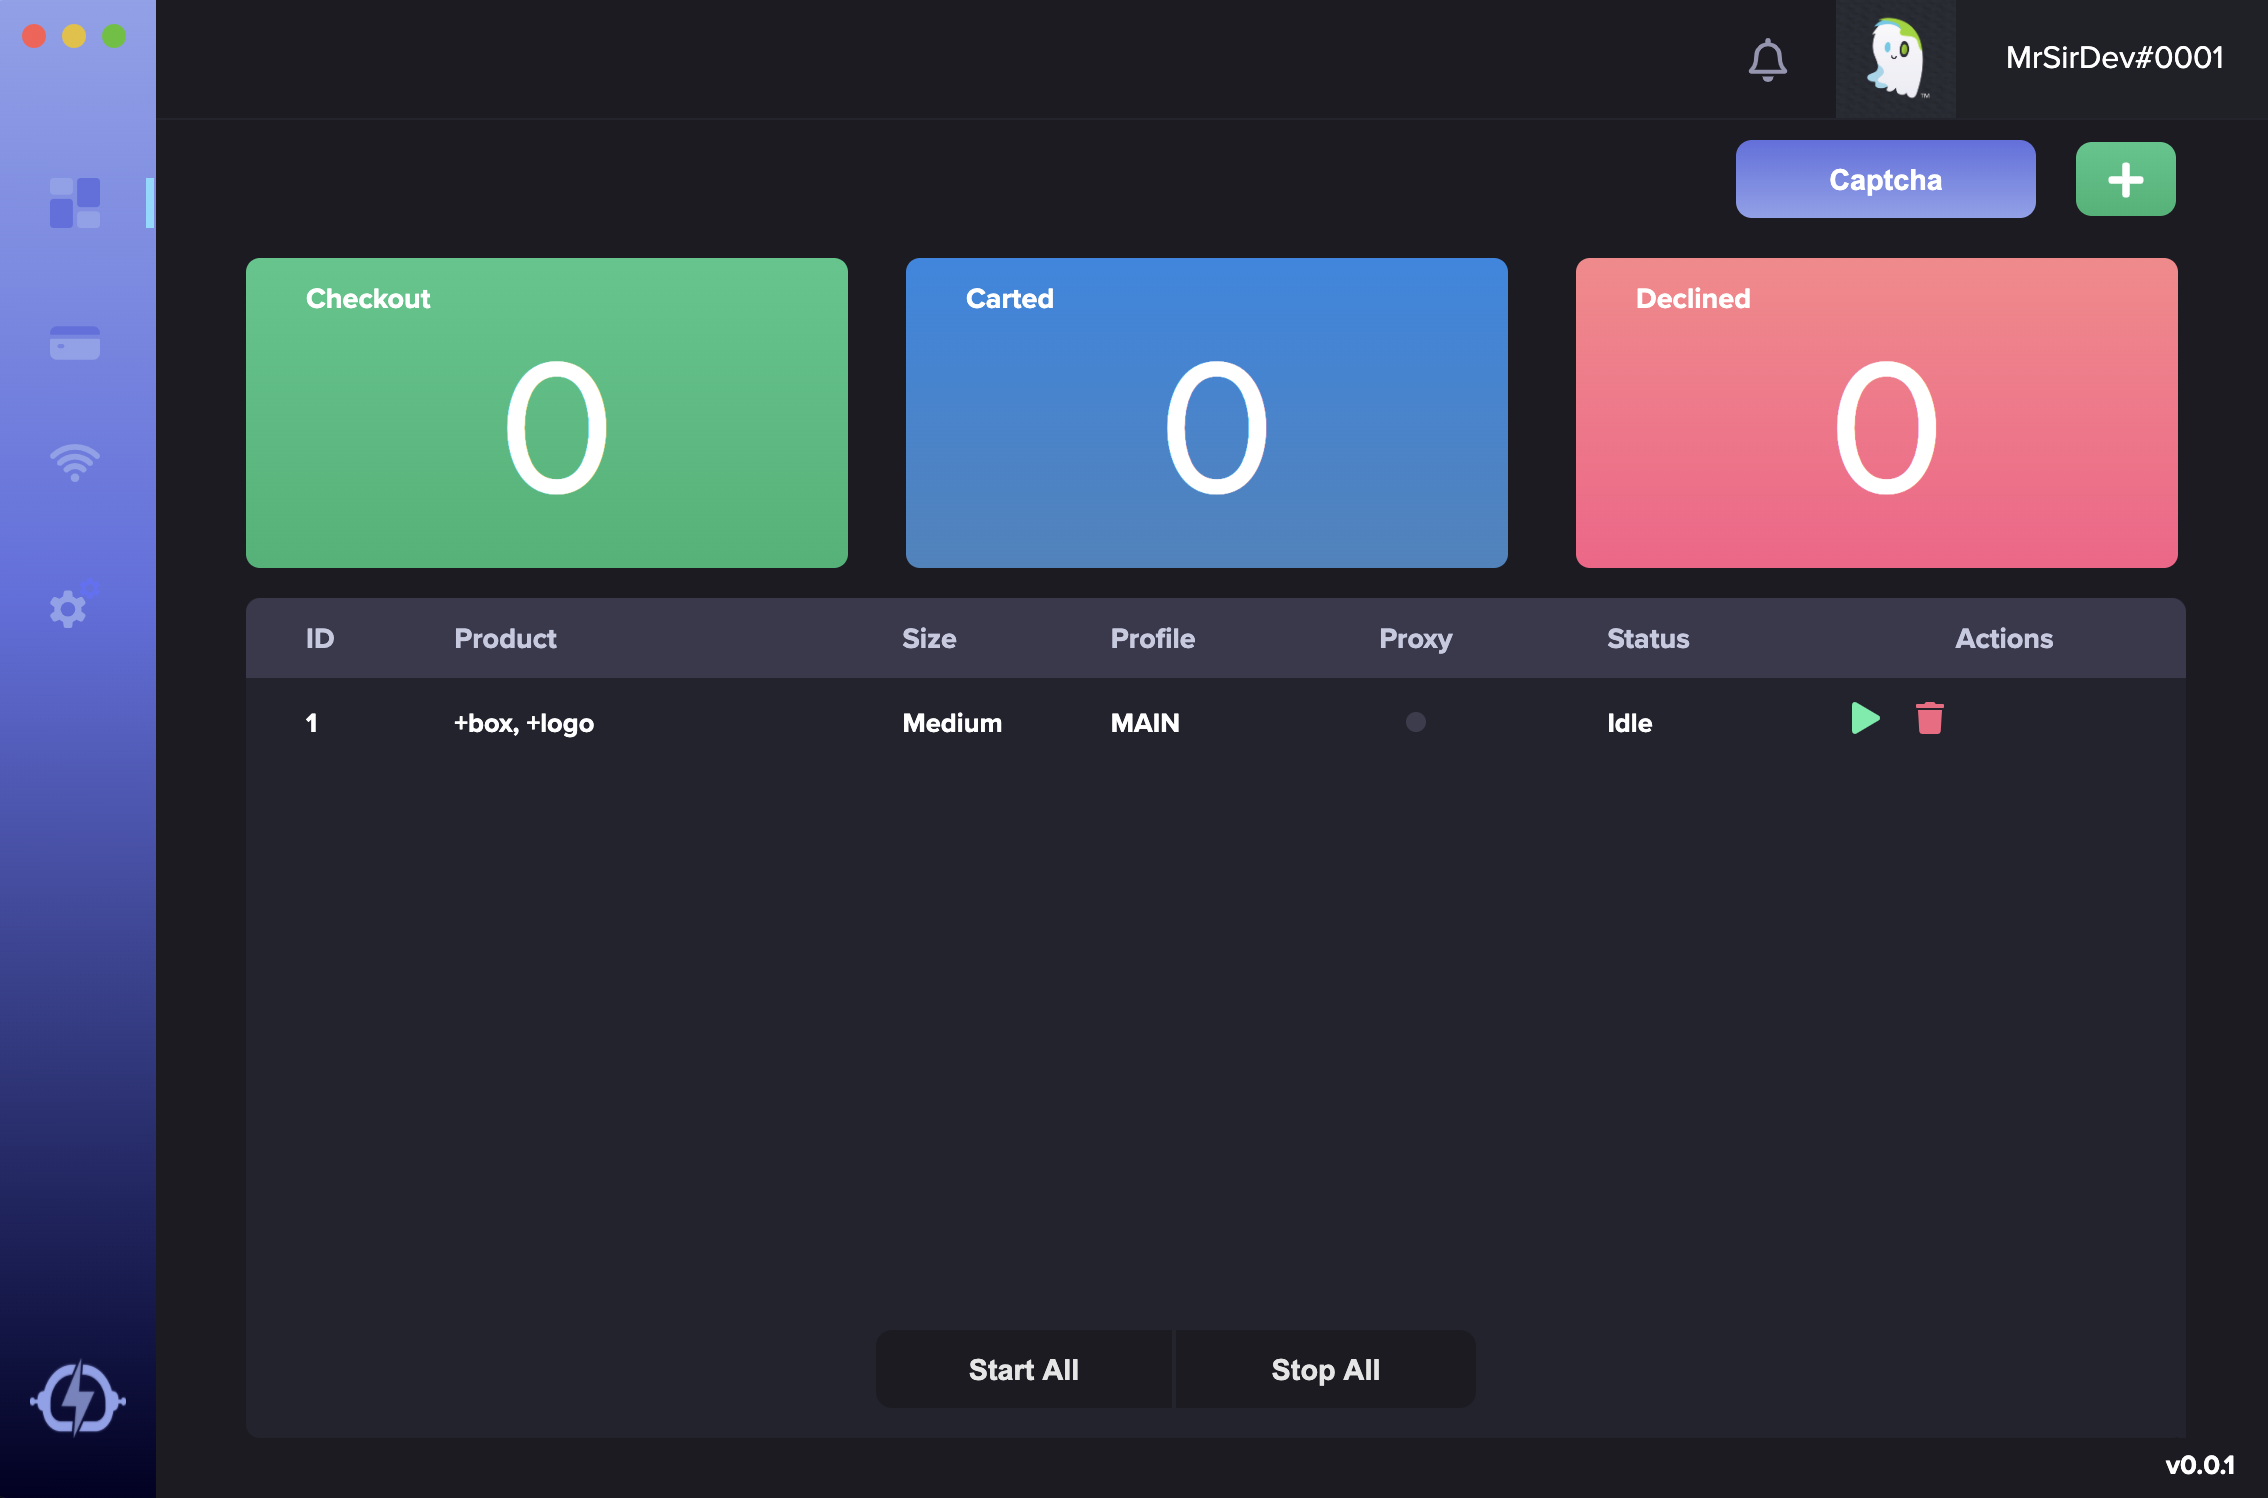 MrSirDev#0001
Captcha
Checkout
Carted
Declined
0
0
0
ID Product Size Profile Proxy Status Actions
1 +box, +logo Medium MAIN Idle
Start All Stop All
v0.0.1